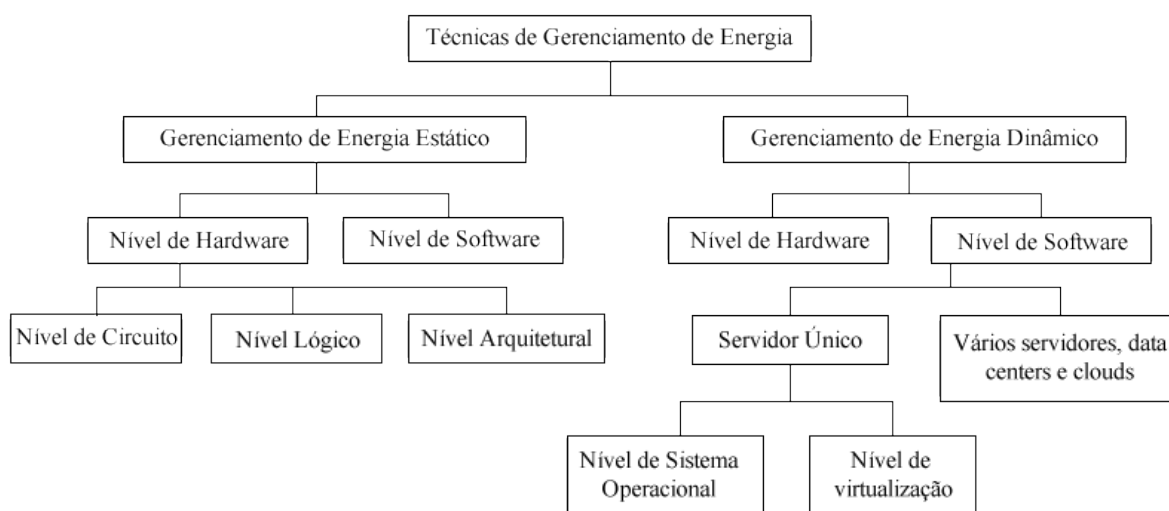 Técnicas de Gerenciamento de Energia
Gerenciamento de Energia Estático
Gerenciamento de Energia Dinâmico
Nível de Hardware
Nível de Software
Nível de Hardware
Nível de Software
Nível de Circuito
Nível Lógico
Nível Arquitetural
Servidor Único
Vários servidores, data
centers e clouds
Nível de Sistema
Operacional
Nível de
virtualização